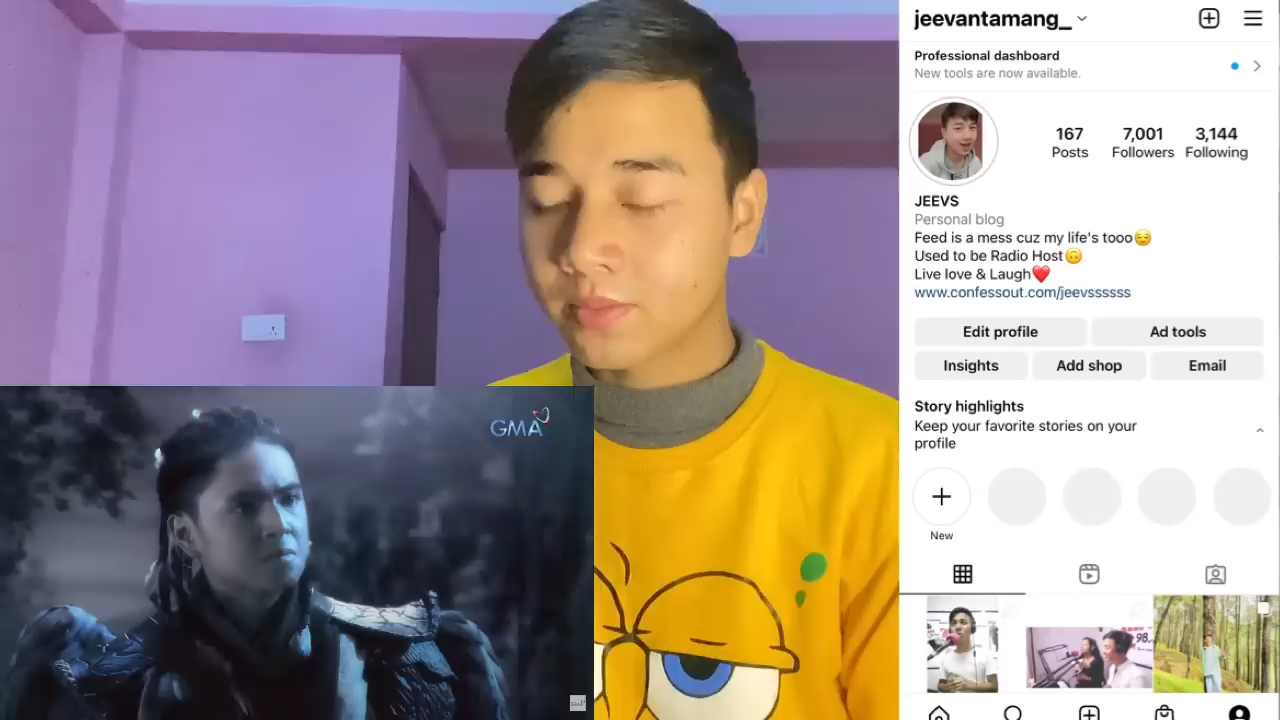 GMA
jeevantamang_
Professional dashboard
New tools are now available.
167
Posts
7,001
Followers
3,144
Following
JEEVS
Personal blog
Feed is a mess cuz my life's tooo😌
Used to be Radio Host🙃
Live love & Laugh❤️
www.confessout.com/jeevssssss
Edit profile
Ad tools
Insights
Add shop
Email
Story highlights
Keep your favorite stories on your
profile
New
98.